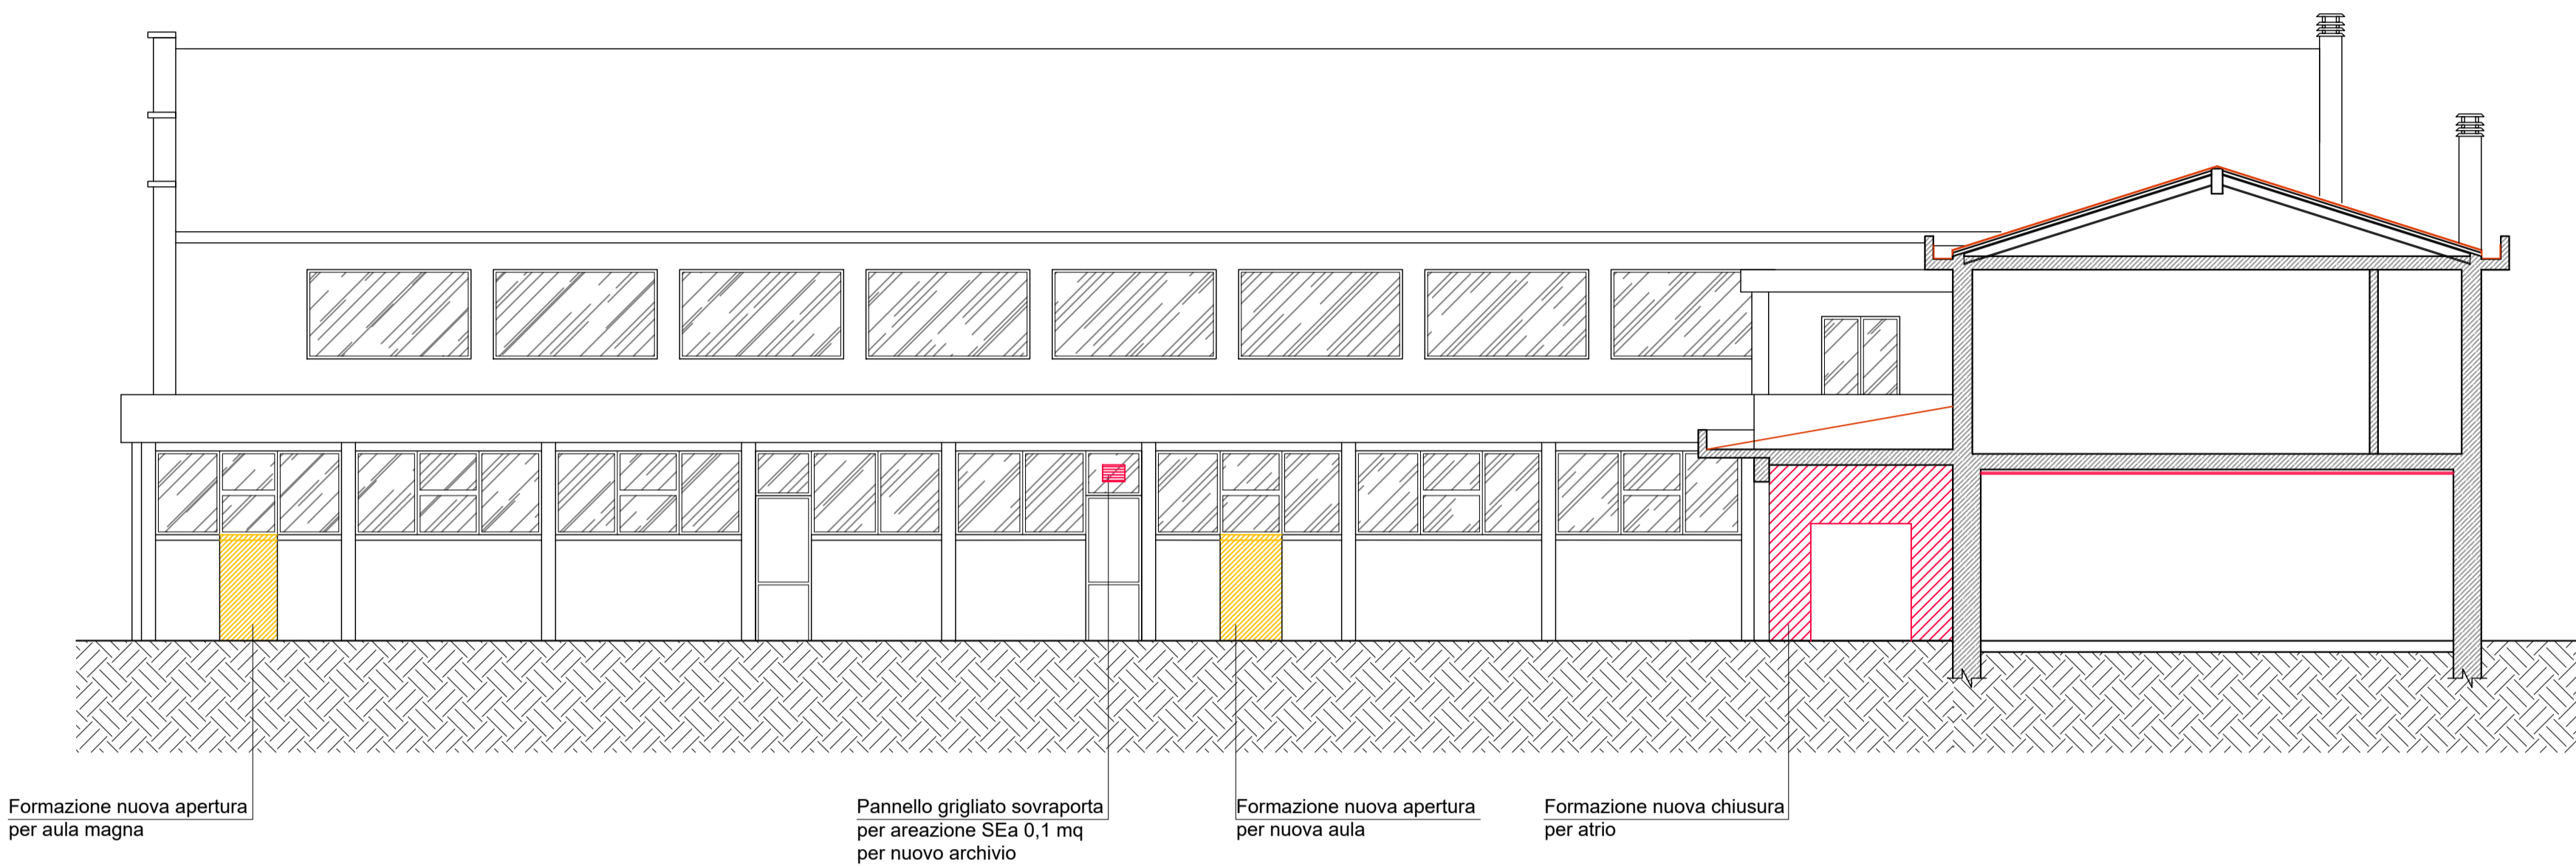 Formazione nuova apertura
per aula magna
Pannello grigliato sovraporta
per areazione SEa 0,1 mq
per nuovo archivio
Formazione nuova apertura
per nuova aula
Formazione nuova chiusura
per atrio